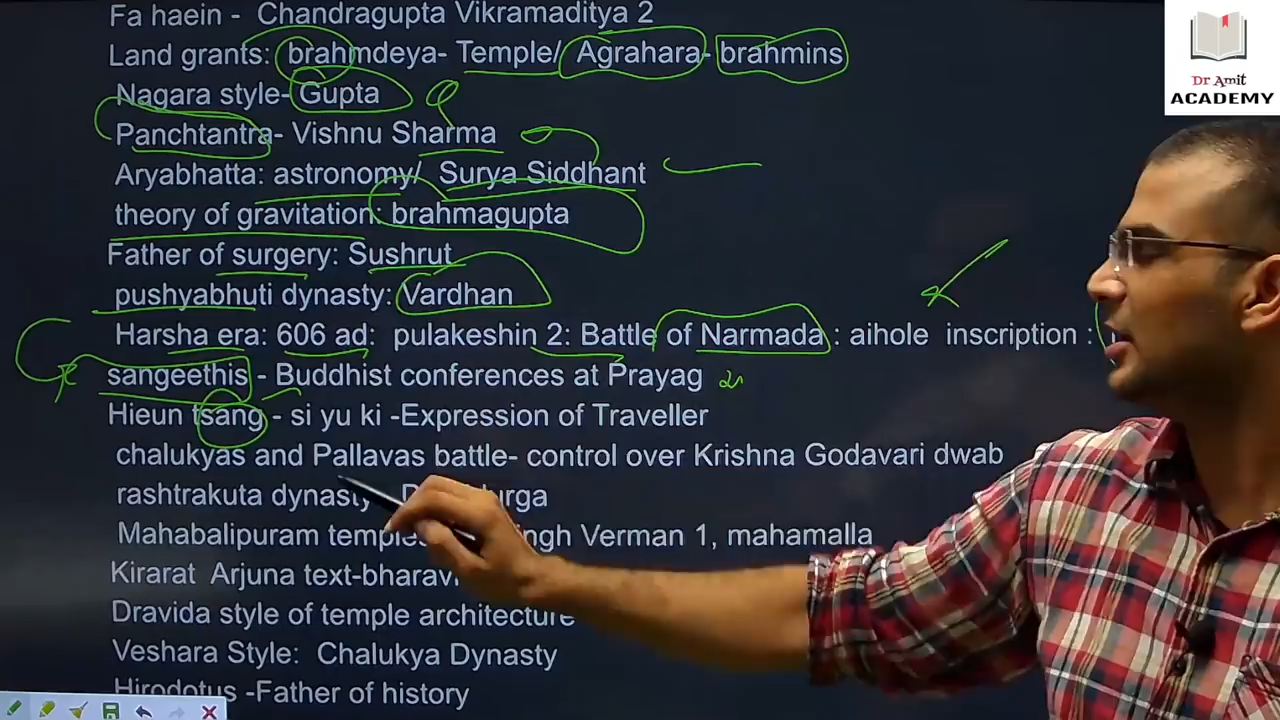 Fa haein - Chandragupta Vikramaditya 2
Land grants: brahmdeya- Temple/ Agrahara- brahmins
Nagara style- Gupta
Panchtantra- Vishnu Sharma
Aryabhatta: astronomy/ Surya Siddhant
theory of gravitation: brahmagupta
Father of surgery: Sushrut
pushyabhuti dynasty: Vardhan
Harsha era: 606 ad: pulakeshin 2: Battle of Narmada : aihole inscription :
sangeethis - Buddhist conferences at Prayag
Hieun tsang - si yu ki -Expression of Traveller
chalukyas and Pallavas battle- control over Krishna Godavari dwab
rashtrakuta dynasty
Mahabalipuram Verman 1, mahamalla
Kirarat Arjuna text-bharavi
Dravida style of temple architecture
Veshara Style: Chalukya Dynasty
Hirodotus -Father of history
Dr Amit
ACADEMY